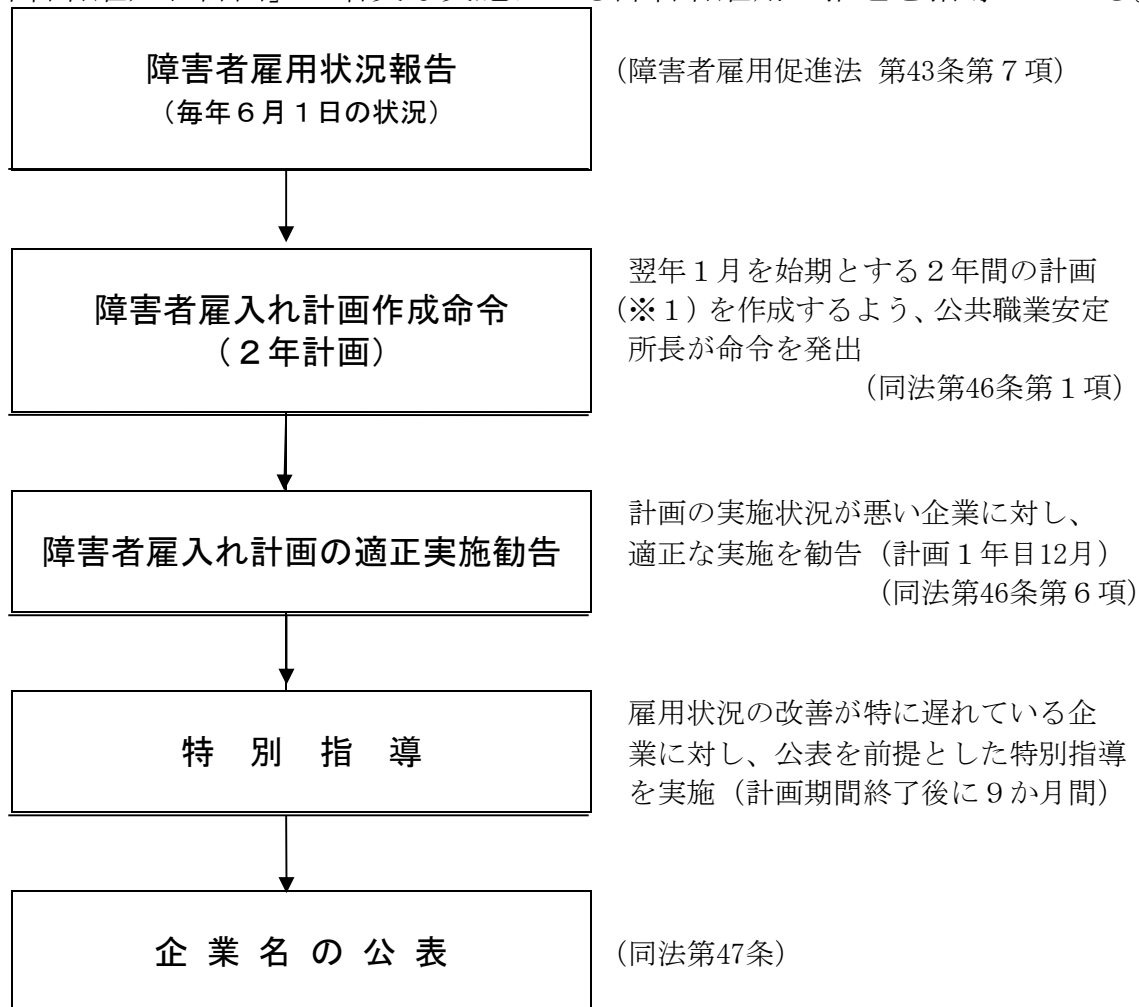 障害者雇用状況報告
（毎年６月１日の状況）
（障害者雇用促進法 第43条第７項）
障害者雇入れ計画作成命令
（２年計画）
翌年１月を始期とする２年間の計画
（※１）を作成するよう、公共職業安定
所長が命令を発出
（同法第46条第１項）
障害者雇入れ計画の適正実施勧告
計画の実施状況が悪い企業に対し、
適正な実施を勧告（計画１年目12月）
（同法第46条第６項）
特 別 指 導
雇用状況の改善が特に遅れている企
業に対し、公表を前提とした特別指導
を実施（計画期間終了後に９か月間）
企 業 名 の 公 表
（同法第47条）